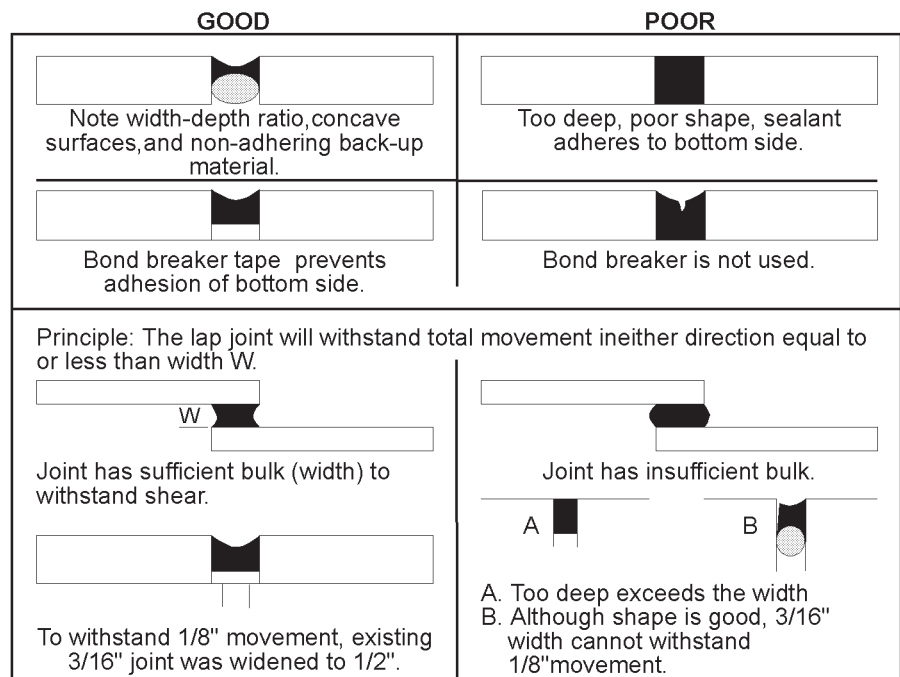 GOOD
POOR
Note width-depth ratio,concave
surfaces,and non-adhering back-up
material.
Too deep, poor shape, sealant
adheres to bottom side.
Bond breaker tape prevents
adhesion of bottom side.
Bond breaker is not used.
Principle: The lap joint will withstand total movement ineither direction equal to
or less than width W.
W
Joint has sufficient bulk (width) to
withstand shear.
Joint has insufficient bulk.
A
B
To withstand 1/8" movement, existing
3/16" joint was widened to 1/2".
A. Too deep exceeds the width
B. Although shape is good, 3/16"
width cannot withstand
1/8"movement.